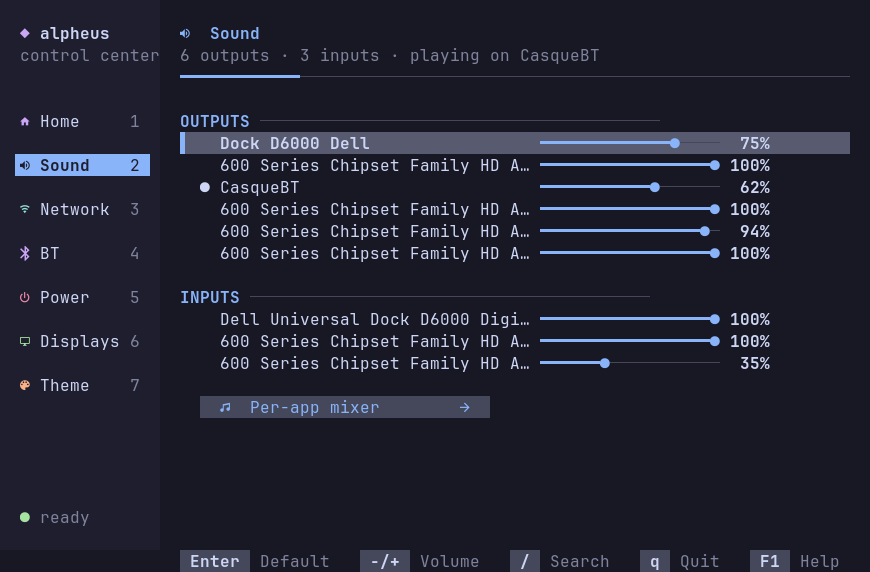 alpheus
control center
Home 1
Sound 2
Network 3
BT 4
Power 5
Displays 6
Theme 7
ready
Sound
6 outputs · 3 inputs · playing on CasqueBT
OUTPUTS
Dock D6000 Dell 75%
600 Series Chipset Family HD A… 100%
CasqueBT 62%
600 Series Chipset Family HD A… 100%
600 Series Chipset Family HD A… 94%
600 Series Chipset Family HD A… 100%
INPUTS
Dell Universal Dock D6000 Digi… 100%
600 Series Chipset Family HD A… 100%
600 Series Chipset Family HD A… 35%
Per-app mixer →
Enter Default -/+ Volume / Search q Quit F1 Help